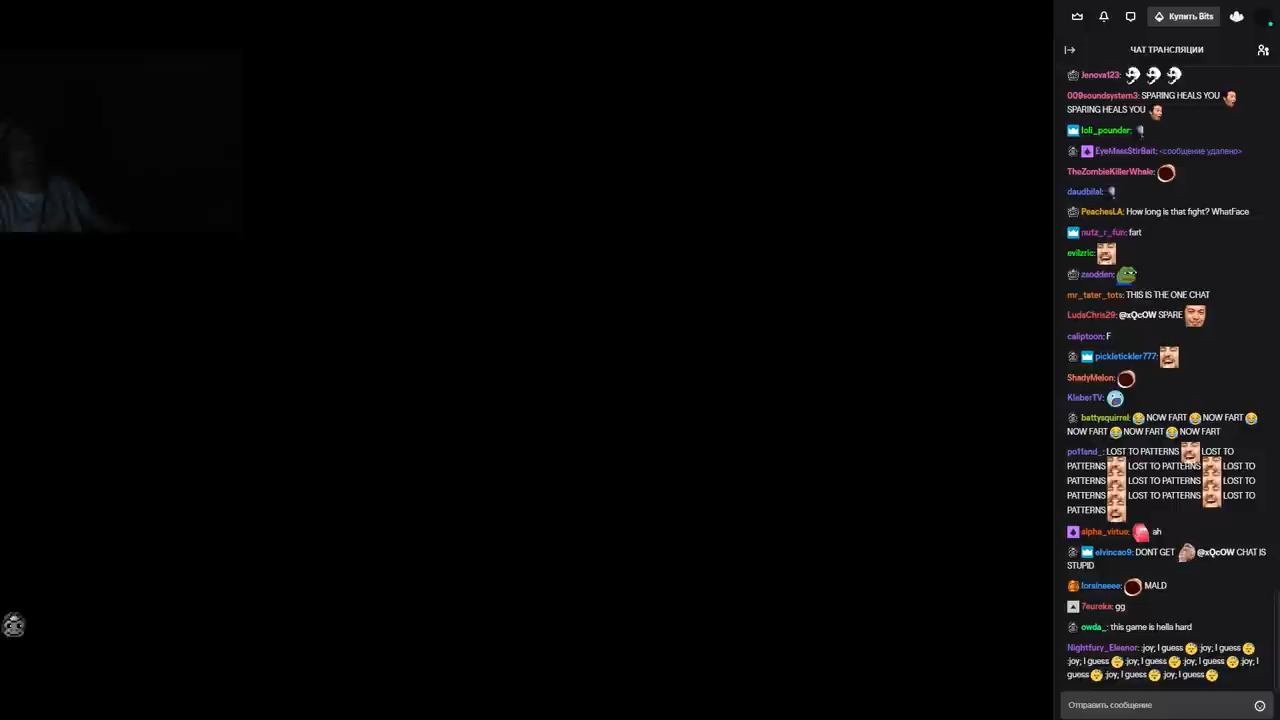 Купить Bits
ЧАТ ТРАНСЛЯЦИИ
Jenova123:
009soundsystem3: SPARING HEALS YOU
SPARING HEALS YOU
loli_pounder:
EyeMassStirBait: <сообщение удалено>
TheZombieKillerWhale:
daudbilal:
PeachesLA: How long is that fight? WhatFace
nutz_r_fun: fart
evilzric:
zandden:
mr_tater_tots: THIS IS THE ONE CHAT
LudsChris29: @xQcOW SPARE
caliptoon: F
pickletickler777:
ShadyMelon:
KleberTV:
battysquirrel: NOW FART NOW FART
NOW FART NOW FART NOW FART
po11and_: LOST TO PATTERNS LOST TO
PATTERNS LOST TO PATTERNS LOST TO
PATTERNS LOST TO PATTERNS LOST TO
PATTERNS LOST TO PATTERNS LOST TO
PATTERNS
alpha_virtue: ah
elvincao9: DONT GET @xQcOW CHAT IS
STUPID
loraineeee: MALD
7eureka: gg
owda_: this game is hella hard
Nightfury_Eleanor: :joy; I guess :joy; I guess
:joy; I guess :joy; I guess :joy; I guess :joy; I
guess :joy; I guess :joy; I guess
Отправить сообщение